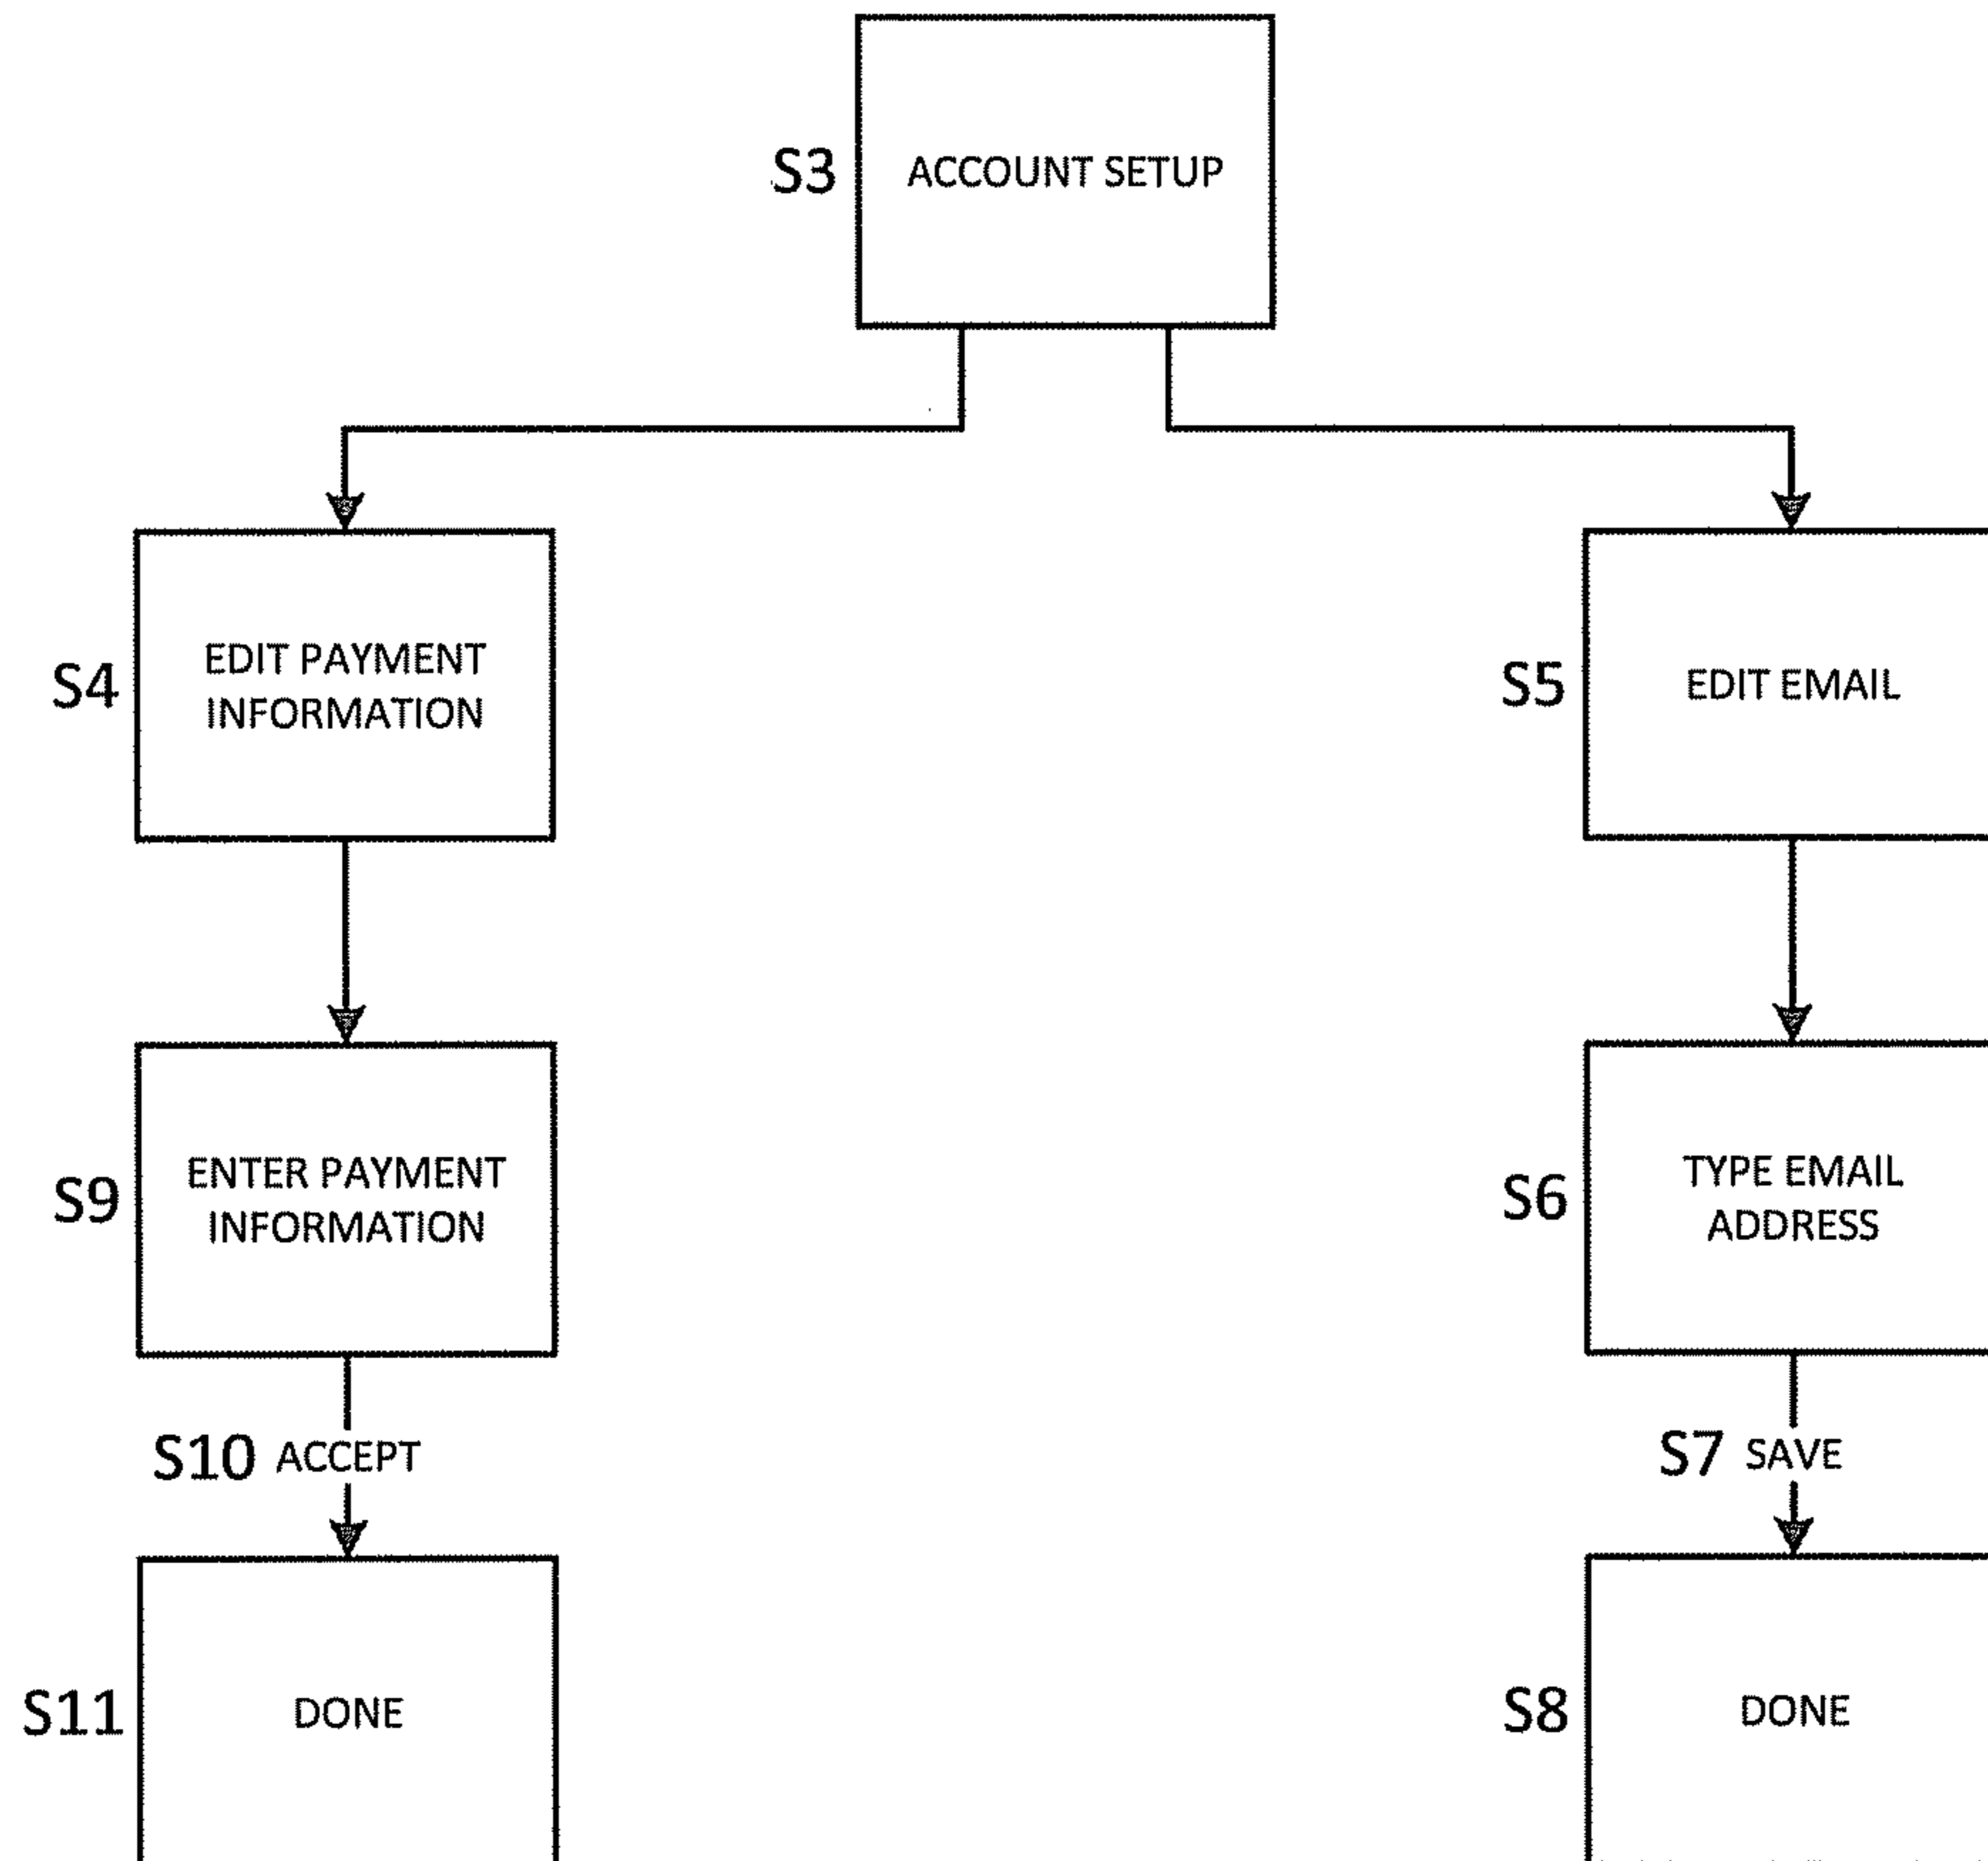 S3 ACCOUNT SETUP
S4 EDIT PAYMENT
INFORMATION
S5 EDIT EMAIL
S9 ENTER PAYMENT
INFORMATION
S6 TYPE EMAIL
ADDRESS
S10 ACCEPT
S7 SAVE
S11 DONE
S8 DONE